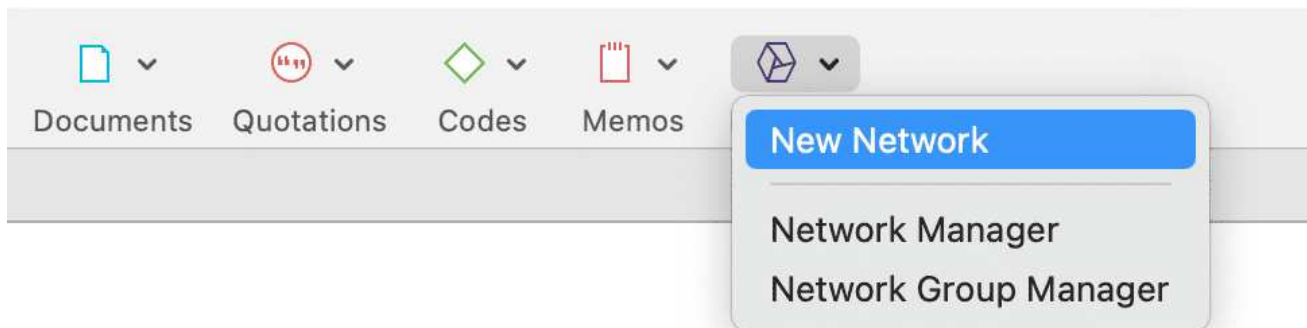 Documents Quotations Codes Memos
New Network
Network Manager
Network Group Manager